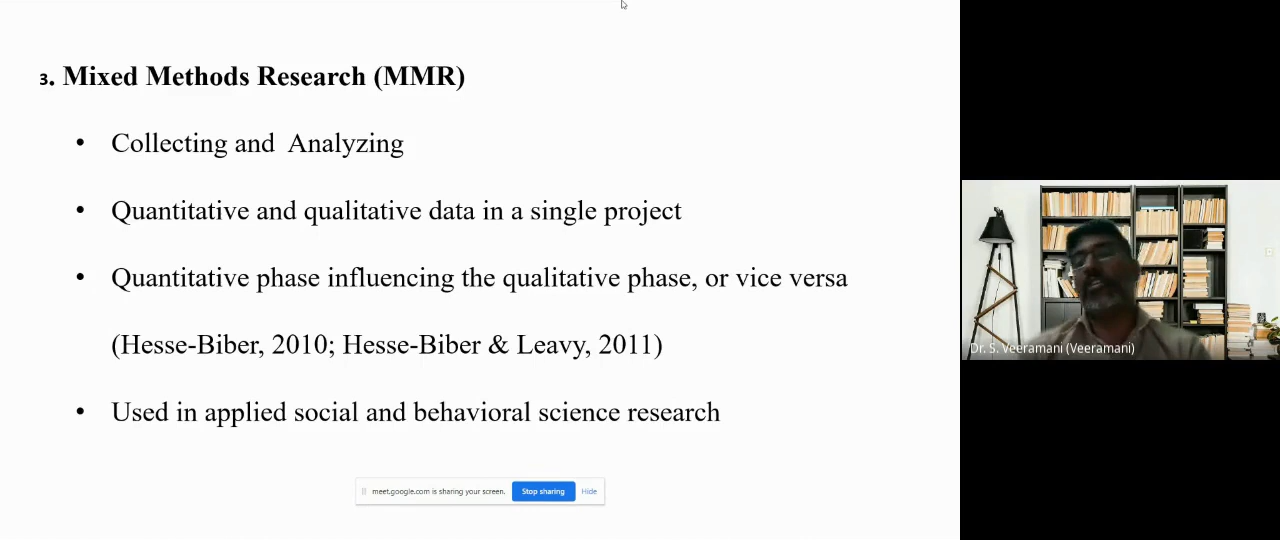 3. Mixed Methods Research (MMR)
• Collecting and Analyzing
• Quantitative and qualitative data in a single project
• Quantitative phase influencing the qualitative phase, or vice versa
(Hesse-Biber, 2010; Hesse-Biber & Leavy, 2011)
• Used in applied social and behavioral science research
meet.google.com is sharing your screen. Stop sharing Hide
Dr. S. Veeramani (Veeramani)